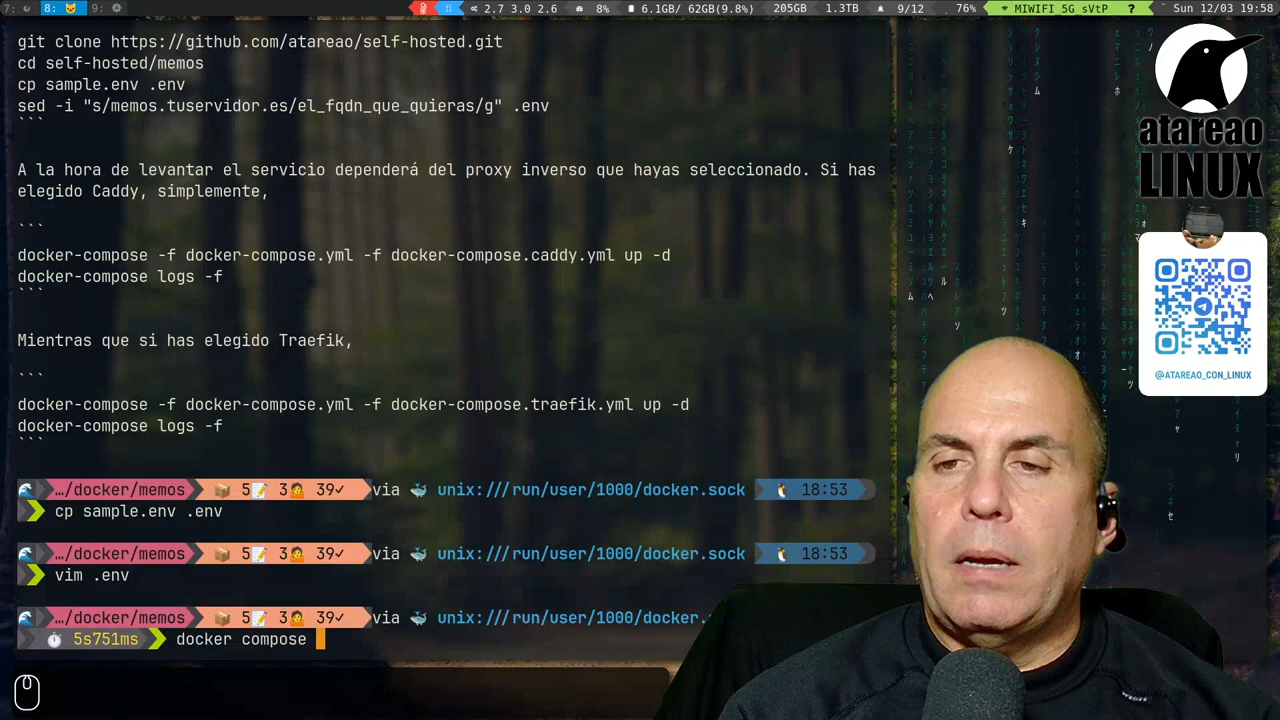 7:
8:
9:
2.7 3.0 2.6
8%
6.1GB/ 62GB(9.8%)
205GB
1.3TB
9/12
76%
MIWIFI 5G sVtP
?
Sun 12/03 19:58
git clone https://github.com/atareao/self-hosted.git
cd self-hosted/memos
cp sample.env .env
sed -i "s/memos.tuservidor.es/el_fqdn_que_quieras/g" .env
```
A la hora de levantar el servicio dependerá del proxy inverso que hayas seleccionado. Si has
elegido Caddy, simplemente,
```
docker-compose -f docker-compose.yml -f docker-compose.caddy.yml up -d
docker-compose logs -f
```
Mientras que si has elegido Traefik,
```
docker-compose -f docker-compose.yml -f docker-compose.traefik.yml up -d
docker-compose logs -f
```
…/docker/memos 5 3 39✓ via unix:///run/user/1000/docker.sock 18:53
cp sample.env .env
…/docker/memos 5 3 39✓ via unix:///run/user/1000/docker.sock 18:53
vim .env
…/docker/memos 5 3 39✓ via unix:///run/user/1000/docker.
5s751ms docker compose
atareao
LINUX
@ATAREAO_CON_LINUX